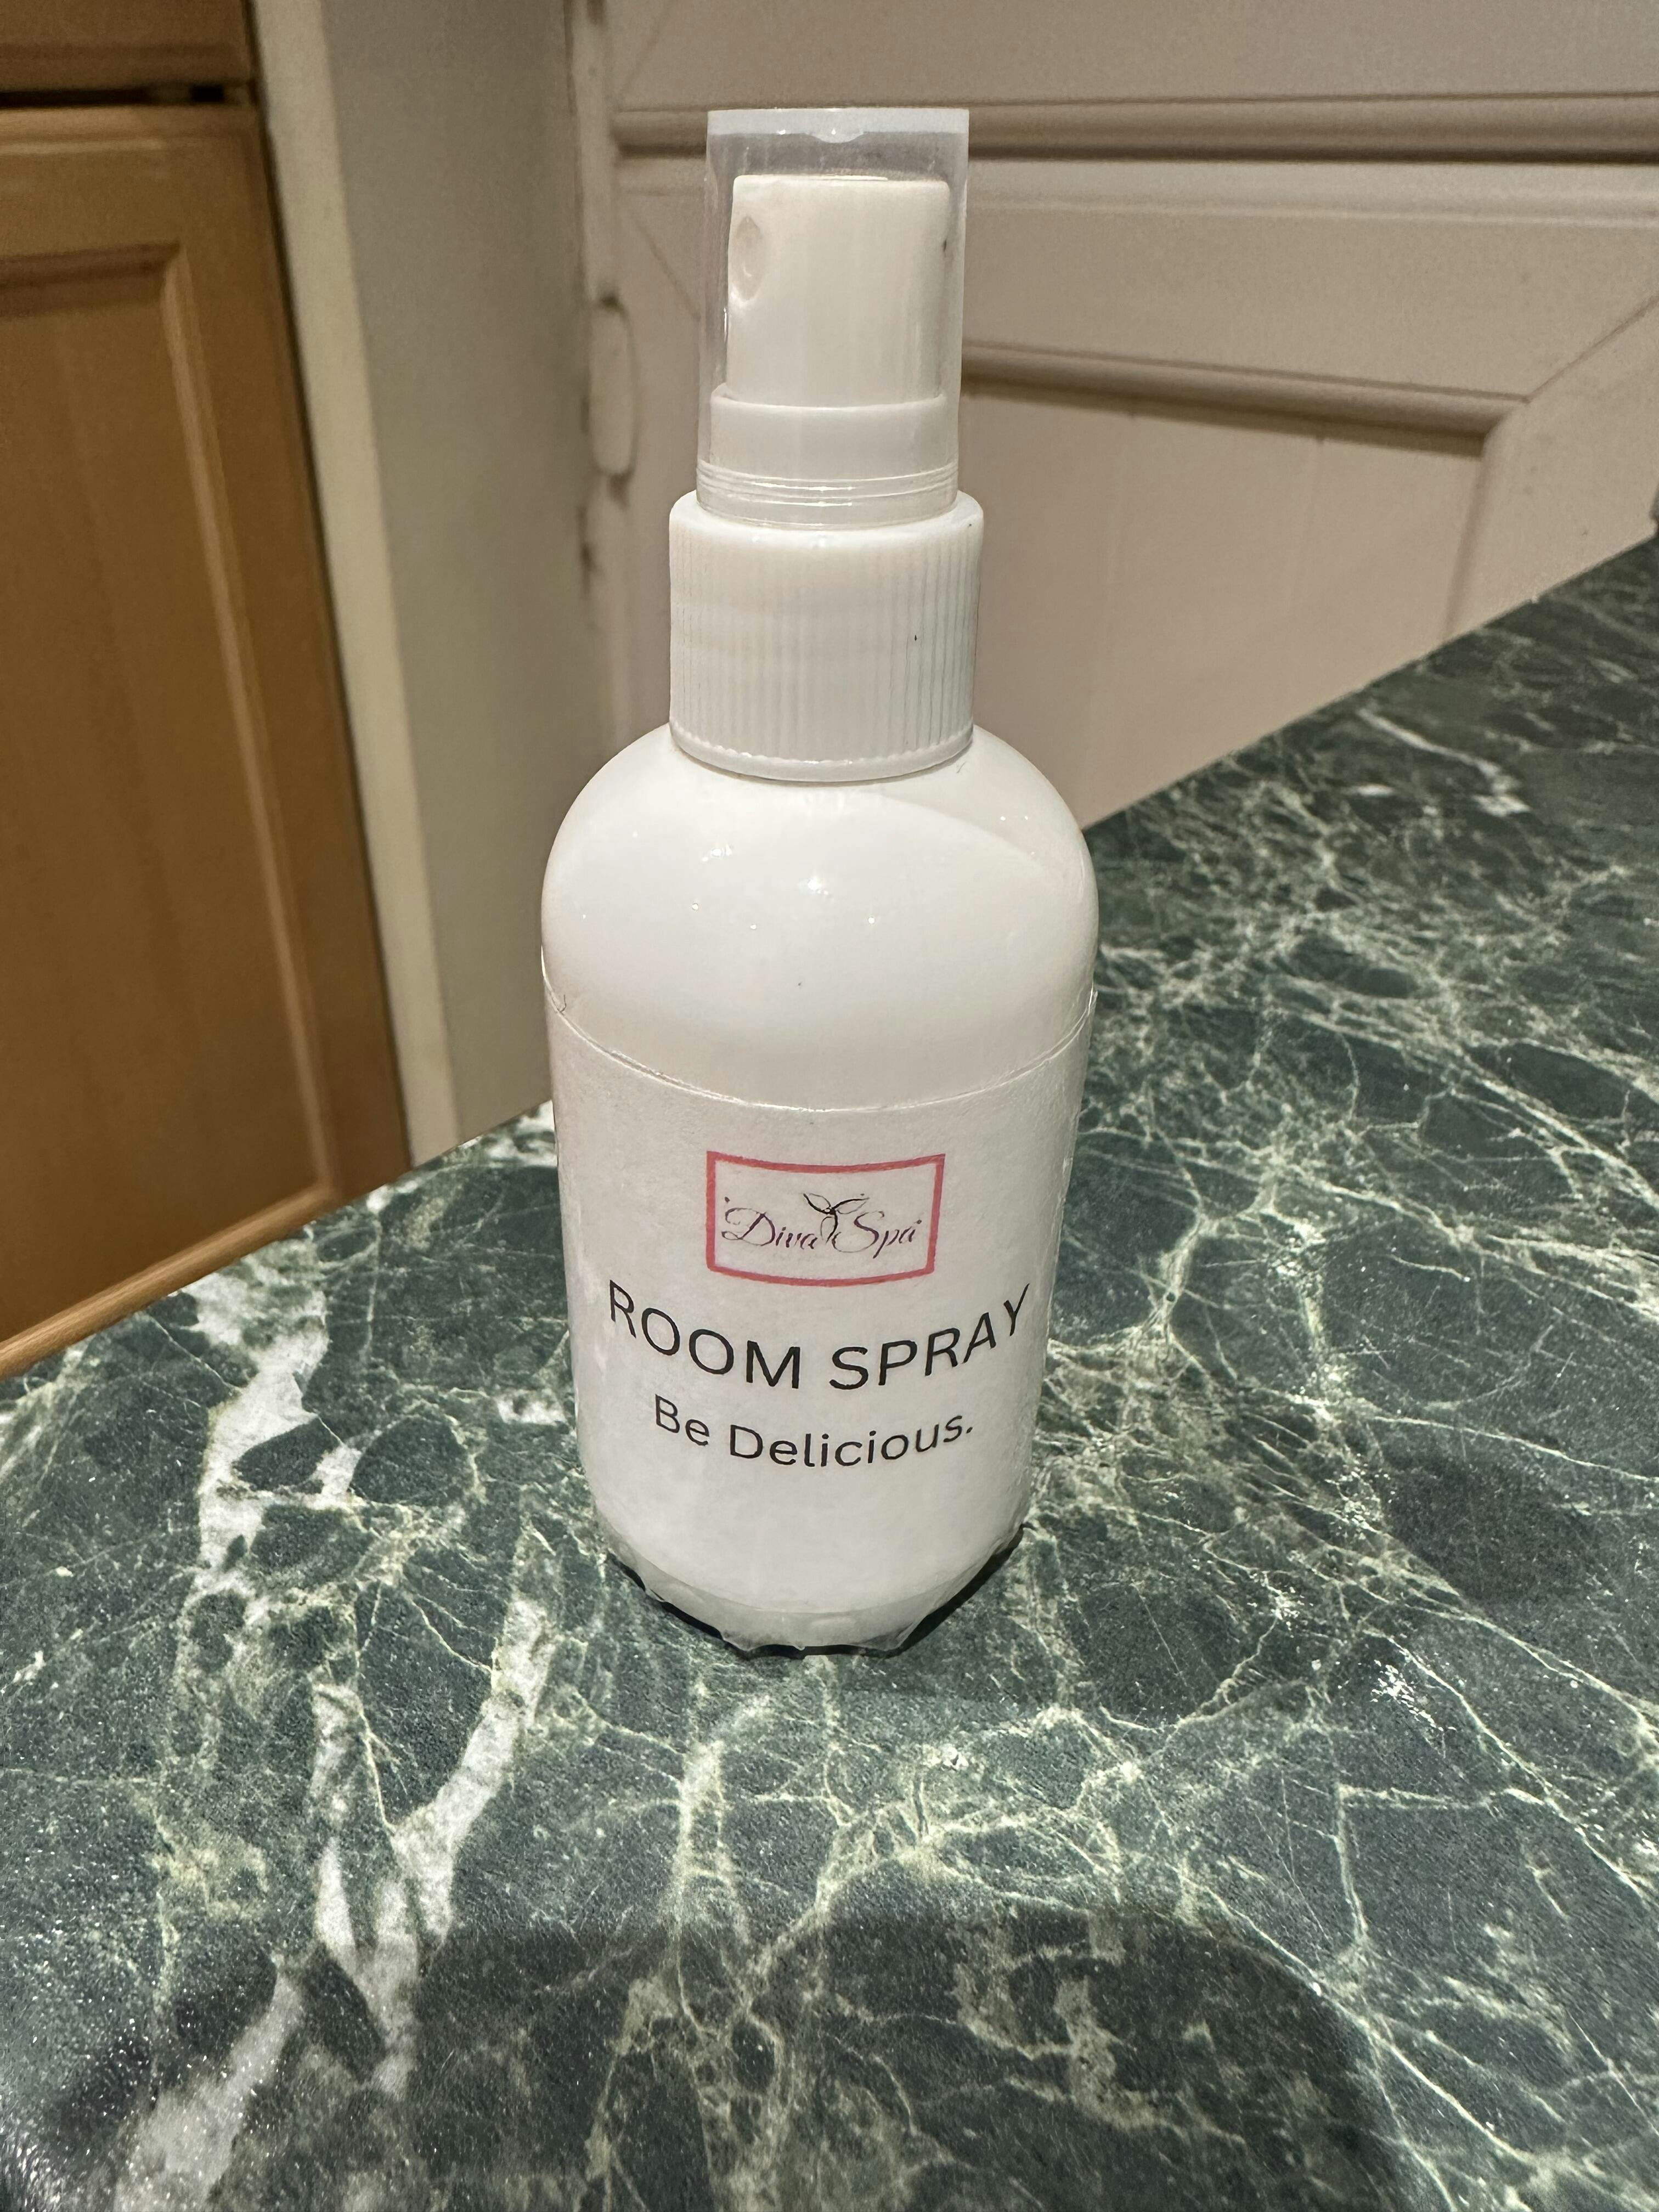 Diva Spa
ROOM SPRAY
Be Delicious.